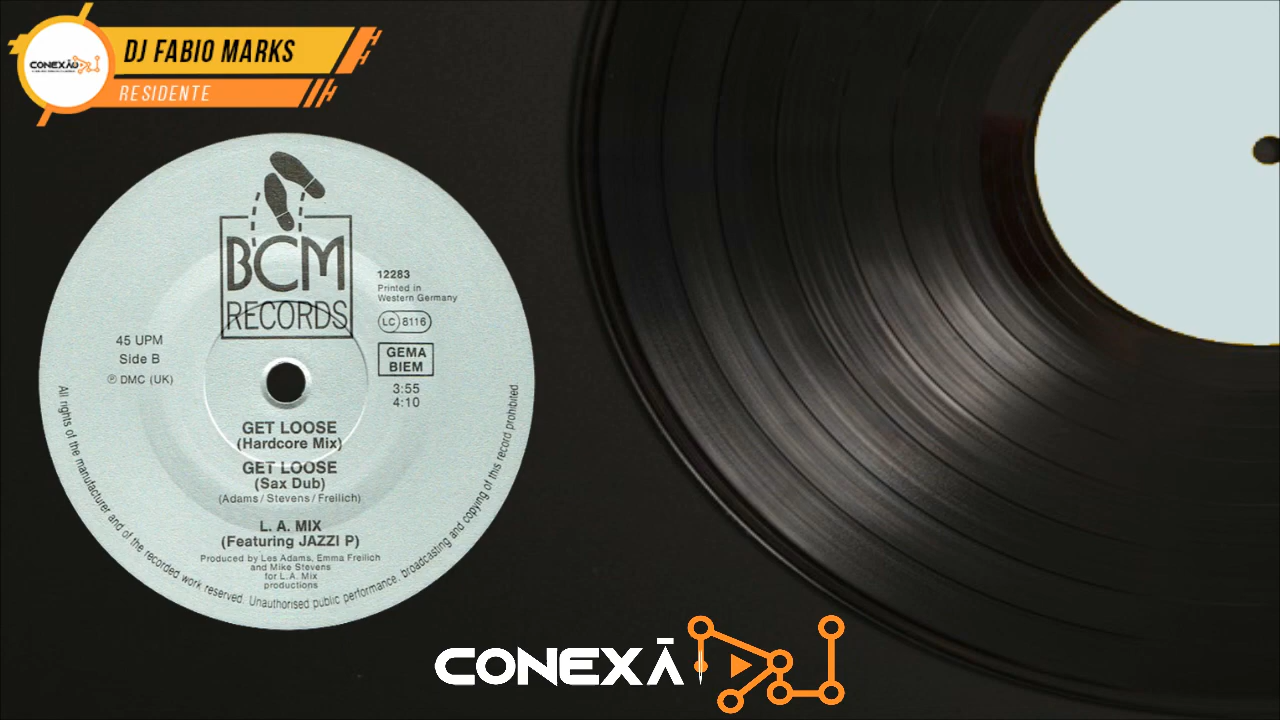 DJ FABIO MARKS
CONEXÃO
RESIDENTE
BCM
RECORDS
12283
Printed in
Western Germany
LC 8116
GEMA
BIEM
3:55
4:10
45 UPM
Side B
℗ DMC (UK)
GET LOOSE
(Hardcore Mix)
GET LOOSE
(Sax Dub)
(Adams/Stevens/Freilich)
L. A. MIX
(Featuring JAZZI P)
Produced by Les Adams, Emma Freilich
and Mike Stevens
for L.A. Mix
productions
All rights of the manufacturer and of the recorded work reserved. Unauthorised public performance, broadcasting and copying of this record prohibited
CONEXĀ DJ